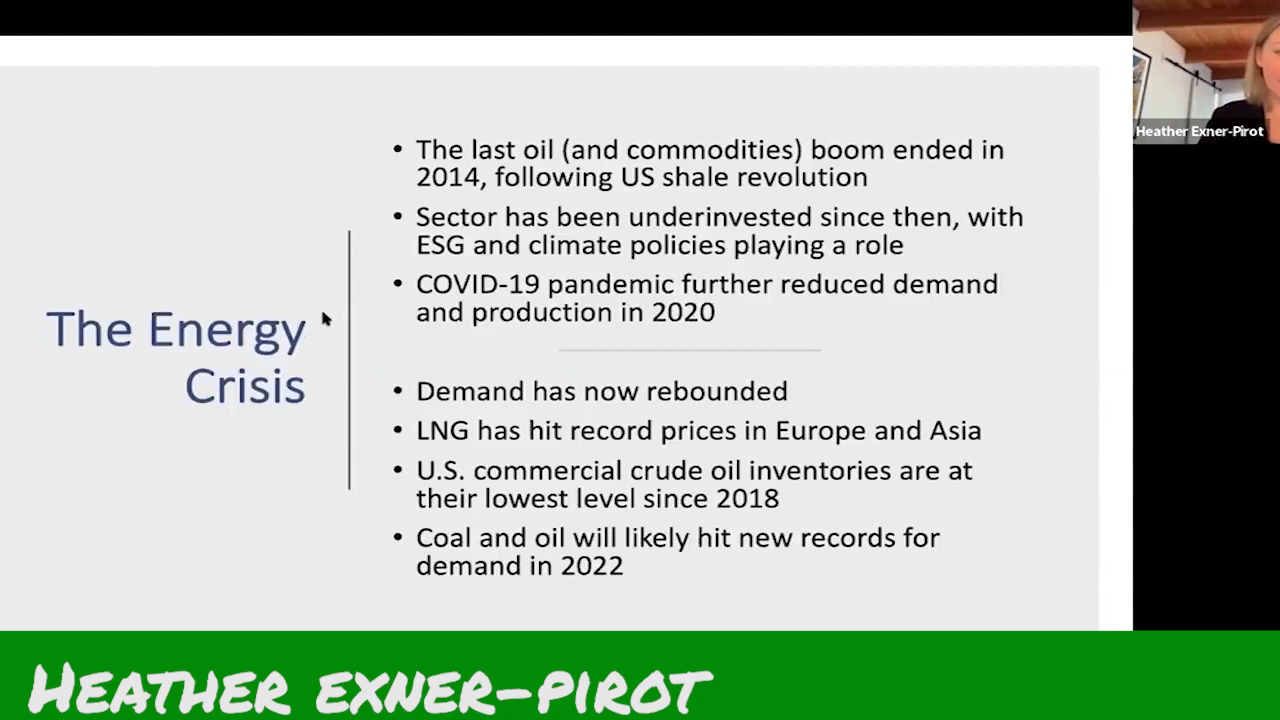 The Energy
Crisis
• The last oil (and commodities) boom ended in
2014, following US shale revolution
• Sector has been underinvested since then, with
ESG and climate policies playing a role
• COVID-19 pandemic further reduced demand
and production in 2020
• Demand has now rebounded
• LNG has hit record prices in Europe and Asia
• U.S. commercial crude oil inventories are at
their lowest level since 2018
• Coal and oil will likely hit new records for
demand in 2022
Heather Exner-Pirot
HEATHER EXNER-PIROT